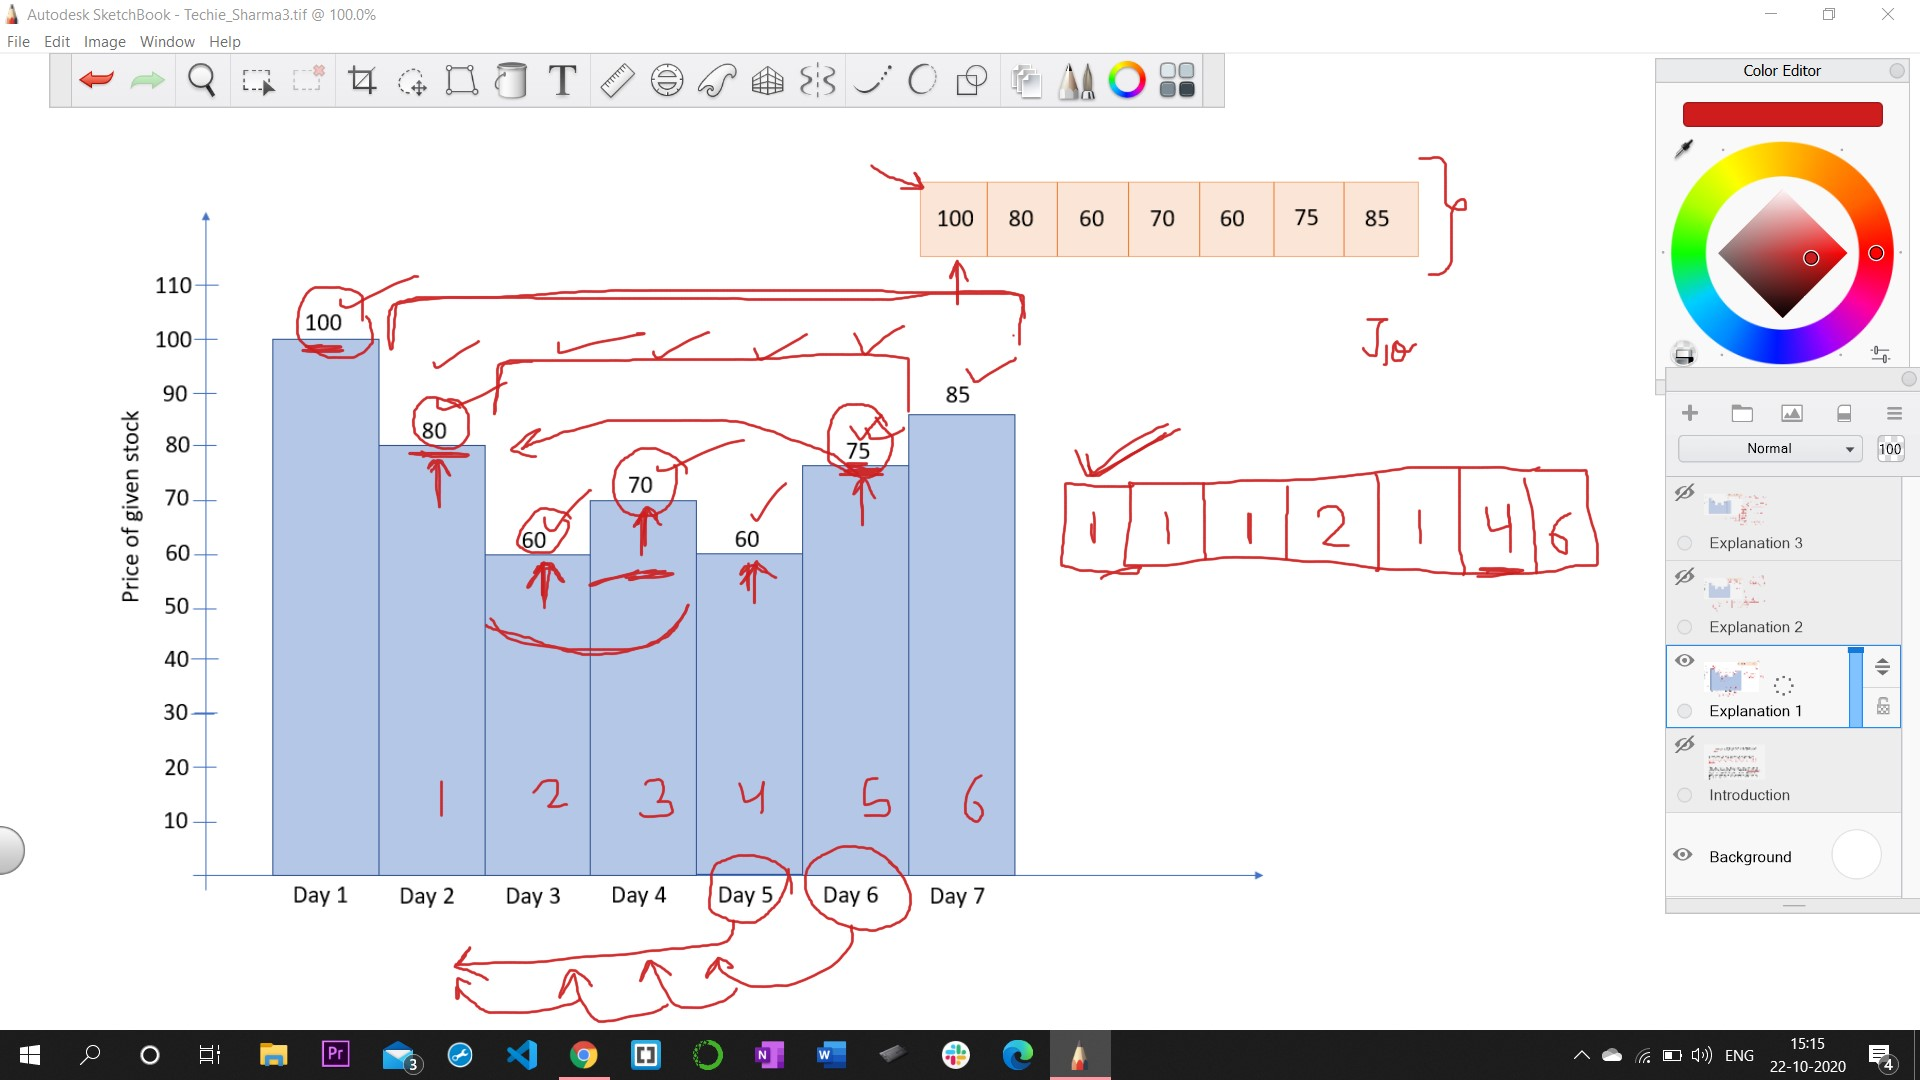 Autodesk SketchBook - Techie_Sharma3.tif @ 100.0%
File Edit Image Window Help
T
Color Editor
100 80 60 70 60 75 85
Price of given stock
110
100
90
80
70
60
50
40
30
20
10
100
80
60
70
60
75
85
1 1 1 2 1 4 6
1 2 3 4 5 6
Day 1 Day 2 Day 3 Day 4 Day 5 Day 6 Day 7
Normal 100
Explanation 3
Explanation 2
Explanation 1
Introduction
Background
Pr
3
N
W
ENG
15:15
22-10-2020
4